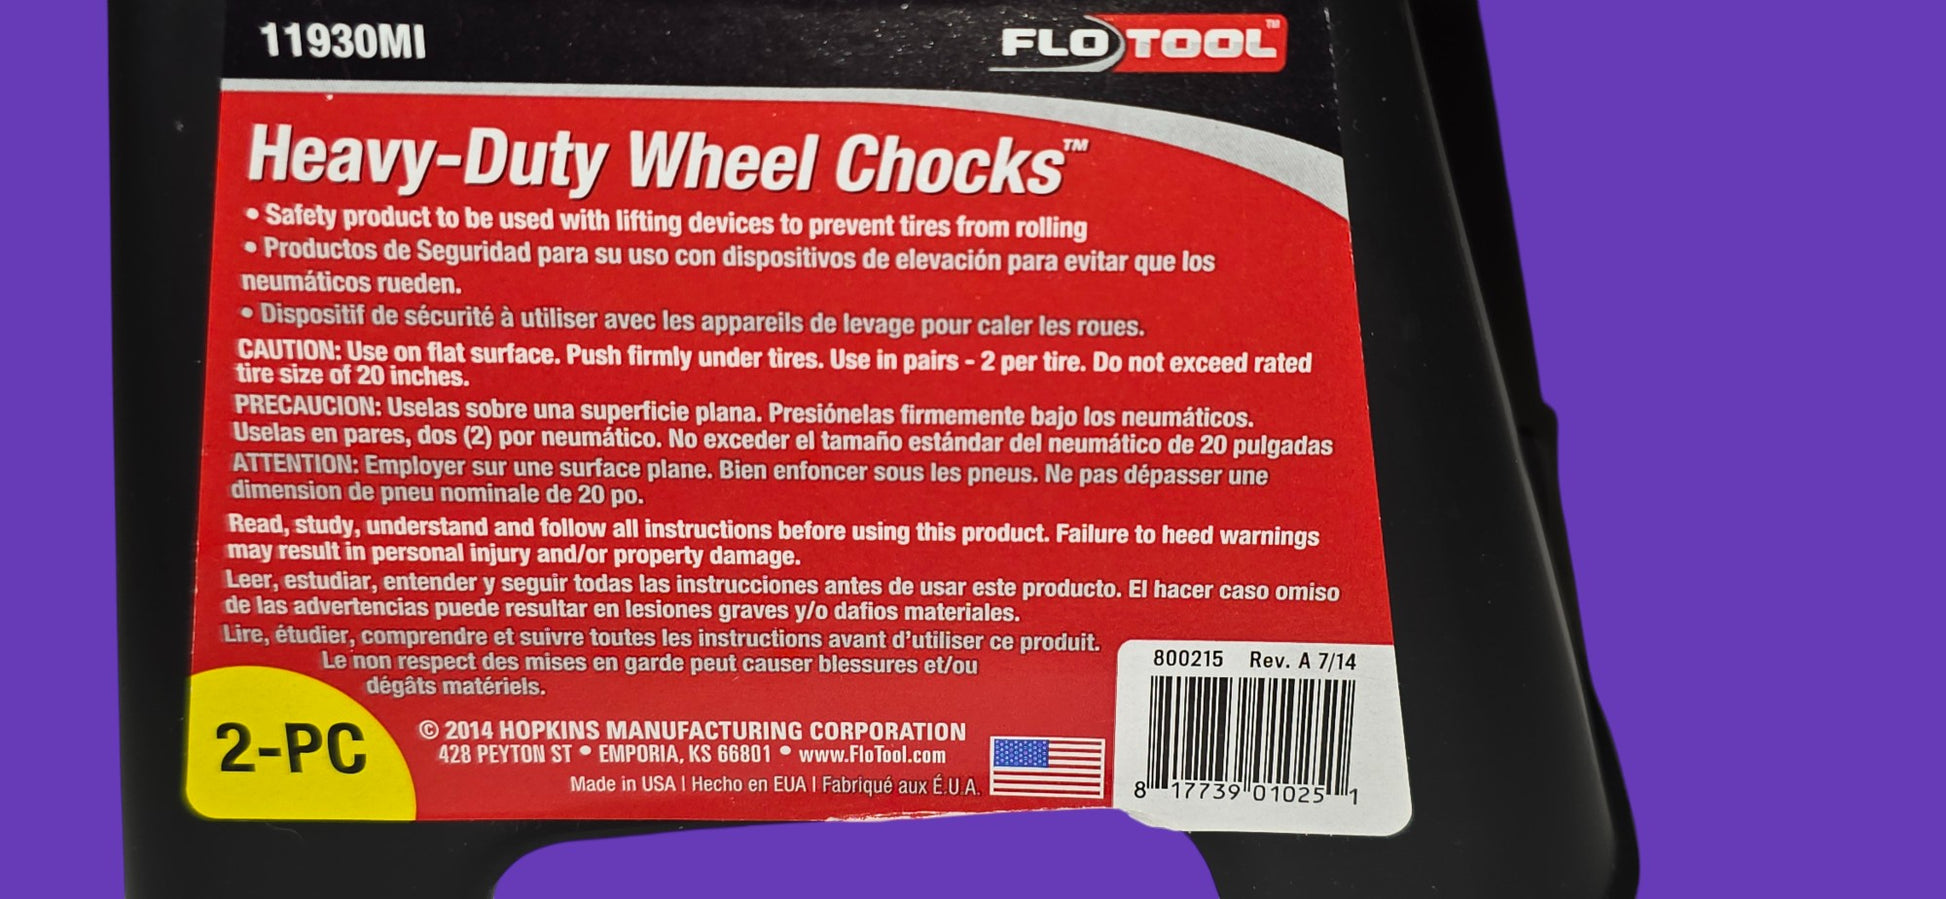 11930MI
FLOTOOL™
Heavy-Duty Wheel Chocks™
• Safety product to be used with lifting devices to prevent tires from rolling
• Productos de Seguridad para su uso con dispositivos de elevación para evitar que los
neumáticos rueden.
• Dispositif de sécurité à utiliser avec les appareils de levage pour caler les roues.
CAUTION: Use on flat surface. Push firmly under tires. Use in pairs - 2 per tire. Do not exceed rated
tire size of 20 inches.
PRECAUCION: Uselas sobre una superficie plana. Presiónelas firmemente bajo los neumáticos.
Uselas en pares, dos (2) por neumático. No exceder el tamaño estándar del neumático de 20 pulgadas
ATTENTION: Employer sur une surface plane. Bien enfoncer sous les pneus. Ne pas dépasser une
dimension de pneu nominale de 20 po.
Read, study, understand and follow all instructions before using this product. Failure to heed warnings
may result in personal injury and/or property damage.
Leer, estudiar, entender y seguir todas las instrucciones antes de usar este producto. El hacer caso omiso
de las advertencias puede resultar en lesiones graves y/o dafios materiales.
Lire, étudier, comprendre et suivre toutes les instructions avant d'utiliser ce produit.
Le non respect des mises en garde peut causer blessures et/ou
dégâts matériels.
2-PC
© 2014 HOPKINS MANUFACTURING CORPORATION
428 PEYTON ST • EMPORIA, KS 66801 • www.FloTool.com
Made in USA | Hecho en EUA | Fabriqué aux É.U.A.
800215 Rev. A 7/14
8 17739 01025 1